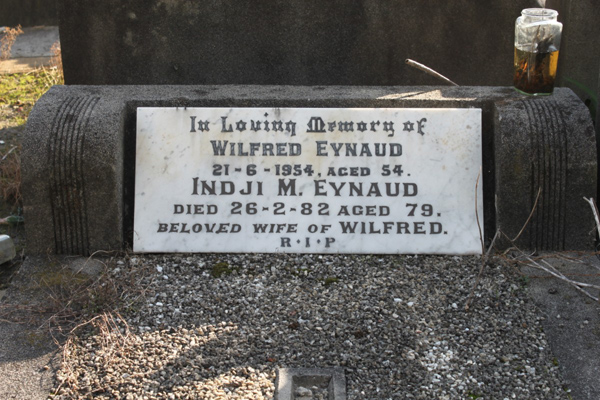 In Loving Memory of
WILFRED EYNAUD
21-6-1954, AGED 54.
INDJI M. EYNAUD
DIED 26-2-82 AGED 79.
BELOVED WIFE OF WILFRED.
R·I·P